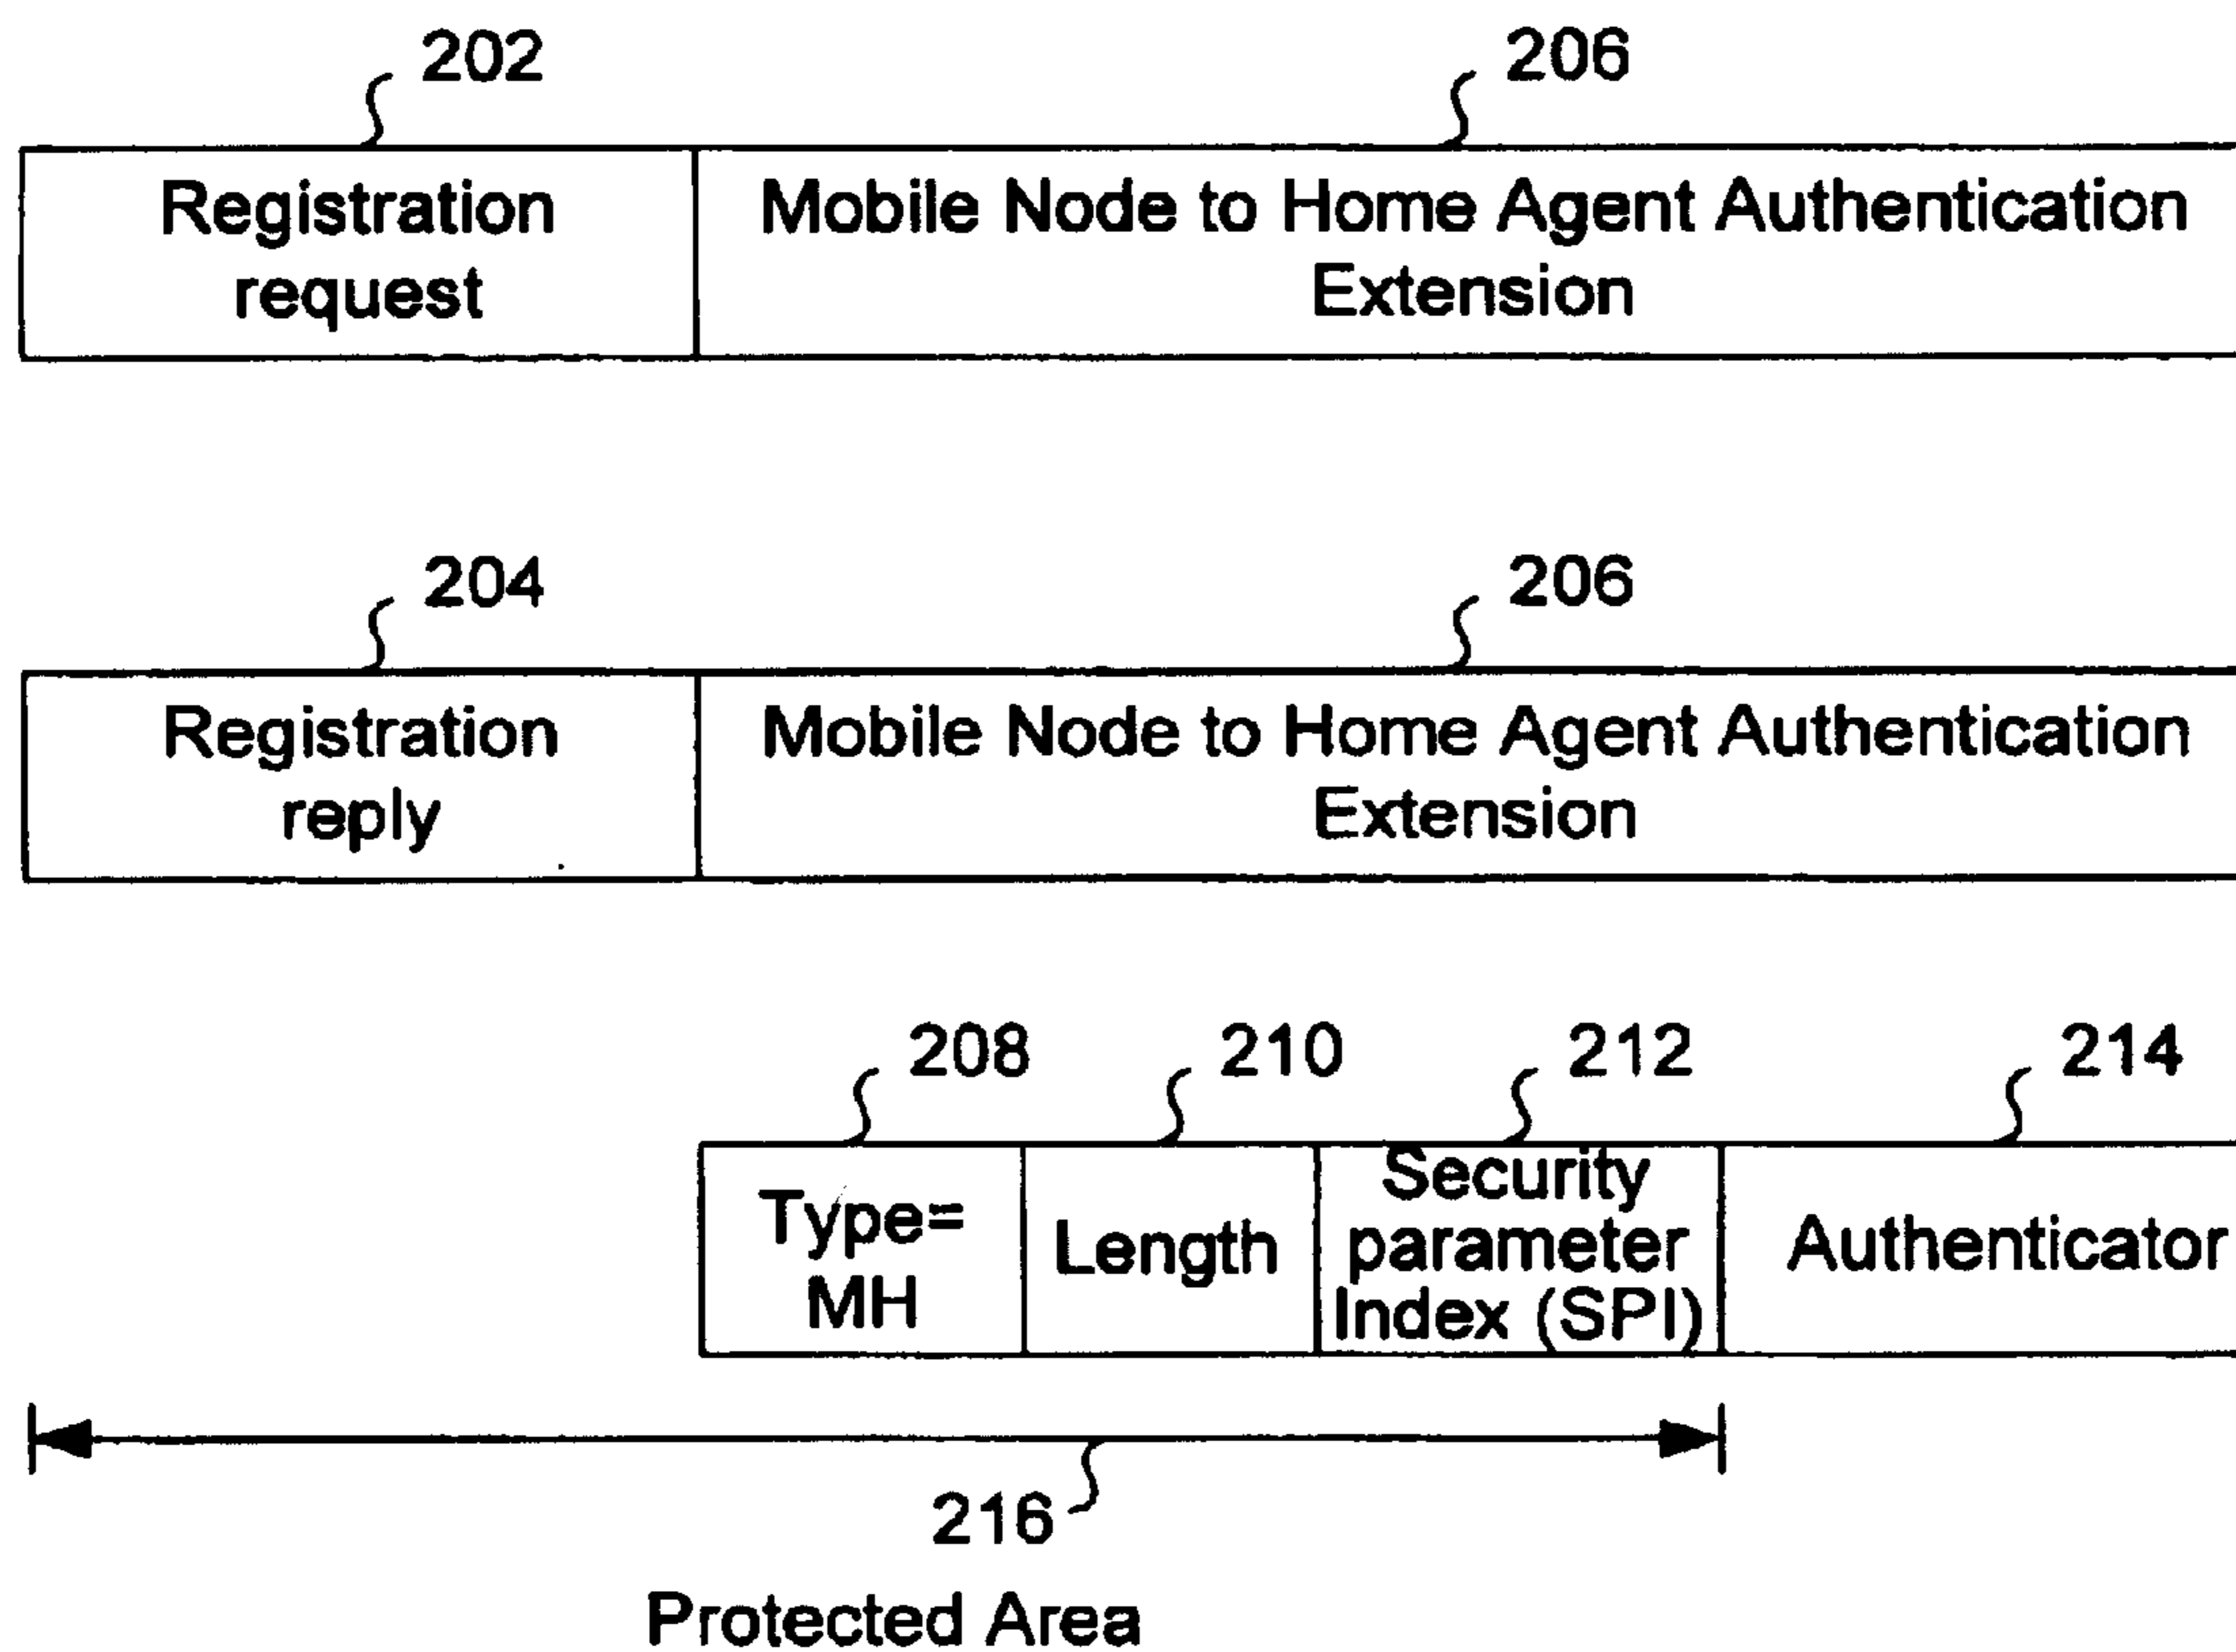 202
206
Registration
request
Mobile Node to Home Agent Authentication
Extension
204
206
Registration
reply
Mobile Node to Home Agent Authentication
Extension
208
210
212
214
Type=
MH
Length
Security
parameter
Index (SPI)
Authenticator
216
Protected Area